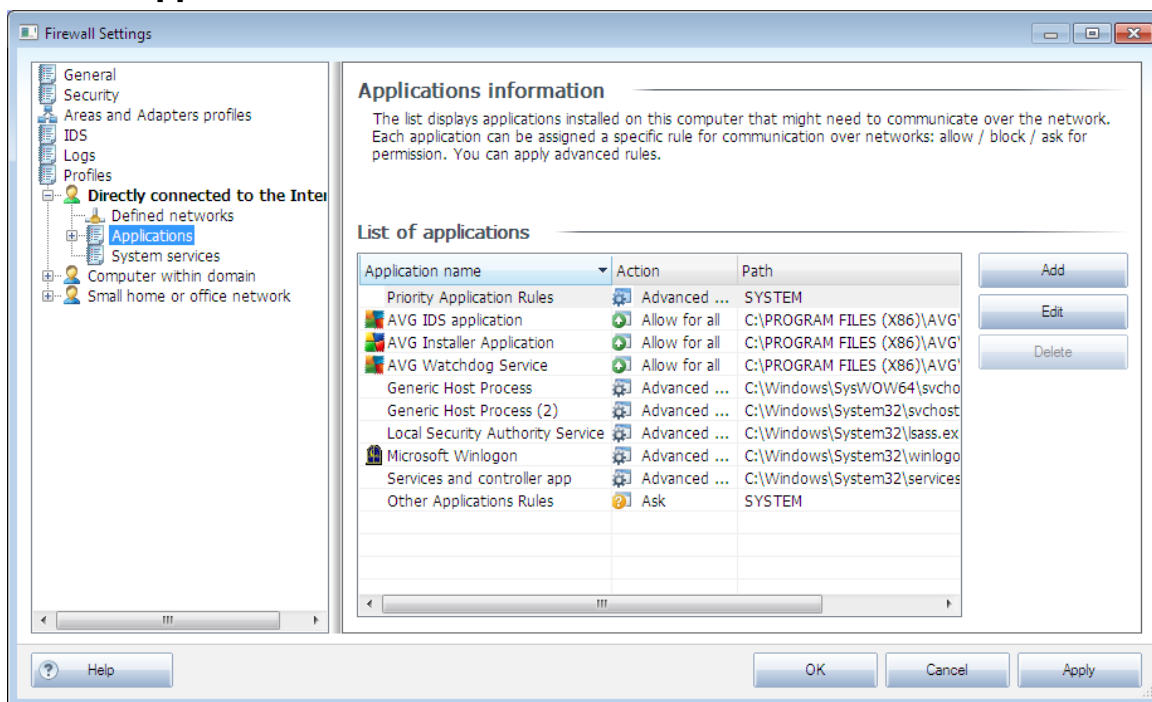 Firewall Settings
General
Security
Areas and Adapters profiles
IDS
Logs
Profiles
Directly connected to the Inter
Defined networks
Applications
System services
Computer within domain
Small home or office network
Applications information
The list displays applications installed on this computer that might need to communicate over the network.
Each application can be assigned a specific rule for communication over networks: allow / block / ask for
permission. You can apply advanced rules.
List of applications
Application name Action Path
Priority Application Rules Advanced ... SYSTEM
AVG IDS application Allow for all C:\PROGRAM FILES (X86)\AVG\
AVG Installer Application Allow for all C:\PROGRAM FILES (X86)\AVG\
AVG Watchdog Service Allow for all C:\PROGRAM FILES (X86)\AVG\
Generic Host Process Advanced ... C:\Windows\SysWOW64\svcho
Generic Host Process (2) Advanced ... C:\Windows\System32\svchost
Local Security Authority Service Advanced ... C:\Windows\System32\lsass.ex
Microsoft Winlogon Advanced ... C:\Windows\System32\winlogo
Services and controller app Advanced ... C:\Windows\System32\services
Other Applications Rules Ask SYSTEM
Add
Edit
Delete
Help
OK
Cancel
Apply